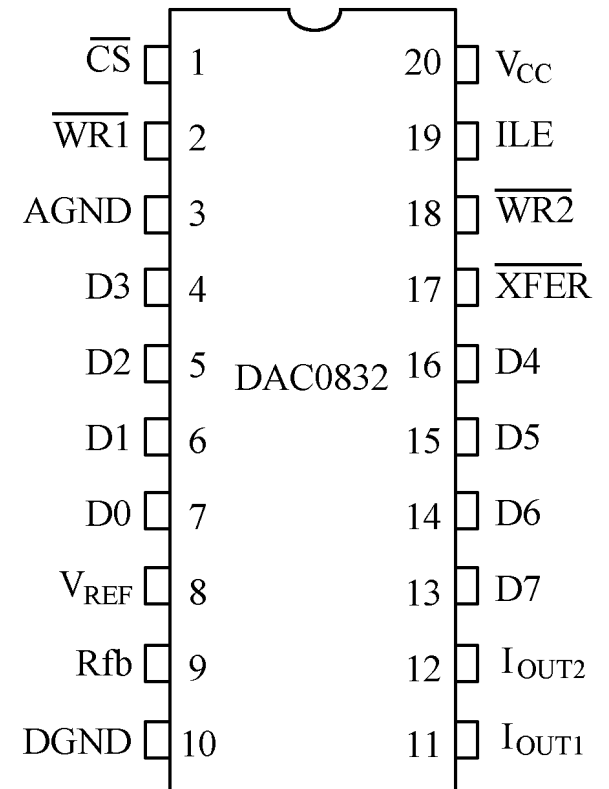 CS 1 20 VCC
WR1 2 19 ILE
AGND 3 18 WR2
D3 4 17 XFER
D2 5 DAC0832 16 D4
D1 6 15 D5
D0 7 14 D6
VREF 8 13 D7
Rfb 9 12 IOUT2
DGND 10 11 IOUT1